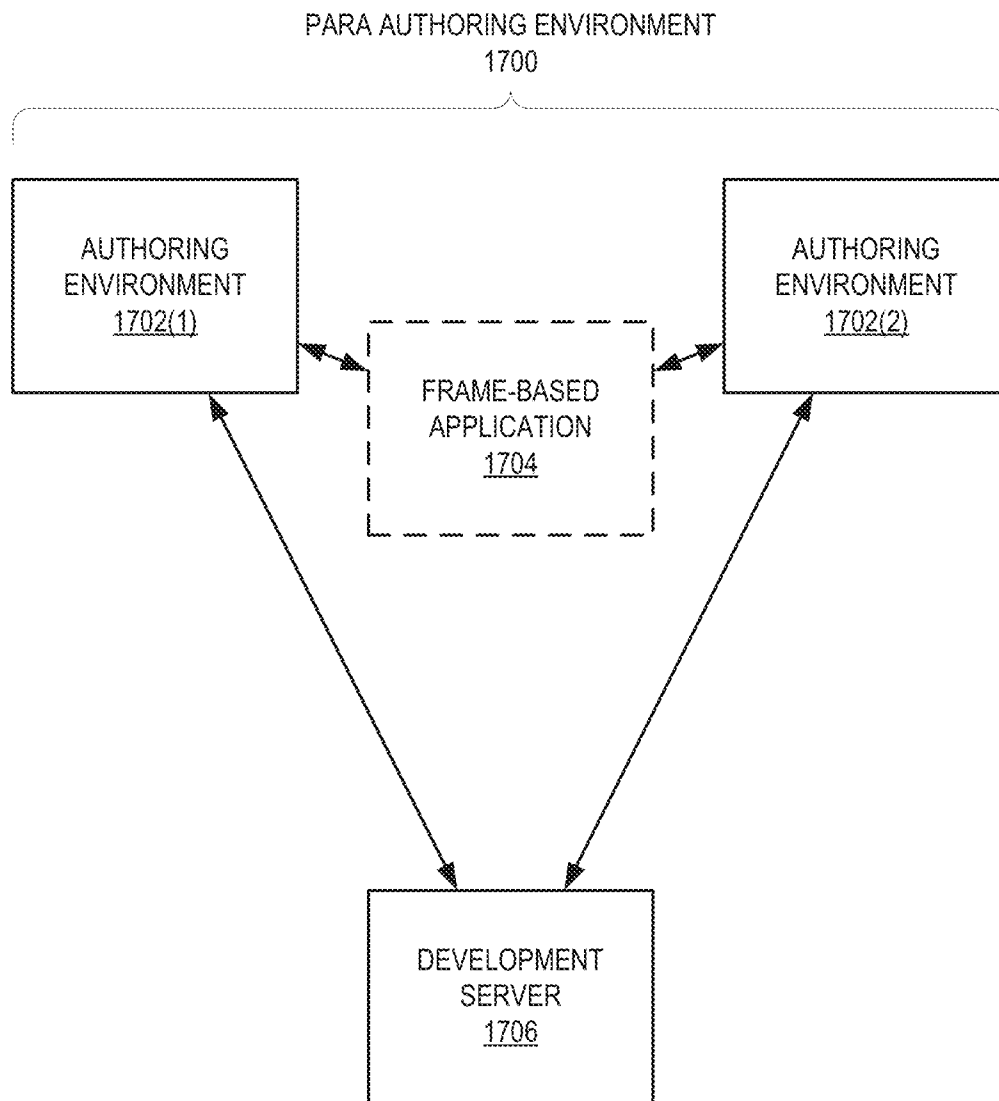 PARA AUTHORING ENVIRONMENT
1700
AUTHORING
ENVIRONMENT
1702(1)
AUTHORING
ENVIRONMENT
1702(2)
FRAME-BASED
APPLICATION
1704
DEVELOPMENT
SERVER
1706